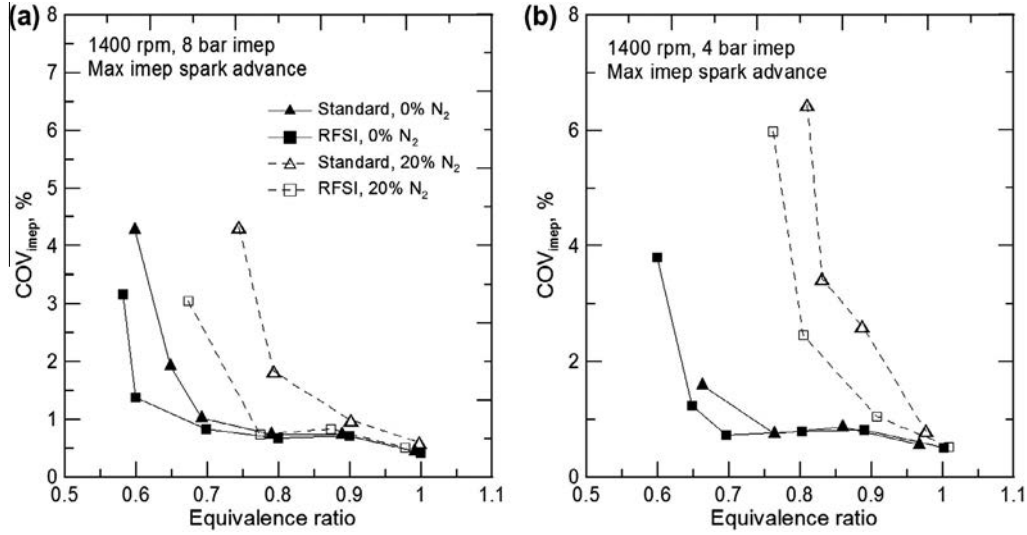 (a)
1400 rpm, 8 bar imep
Max imep spark advance
Standard, 0% N₂
RFSI, 0% N₂
Standard, 20% N₂
RFSI, 20% N₂
COVimep, %
8
7
6
5
4
3
2
1
0
0.5 0.6 0.7 0.8 0.9 1 1.1
Equivalence ratio
(b)
1400 rpm, 4 bar imep
Max imep spark advance
COVimep, %
8
6
4
2
0
0.5 0.6 0.7 0.8 0.9 1 1.1
Equivalence ratio